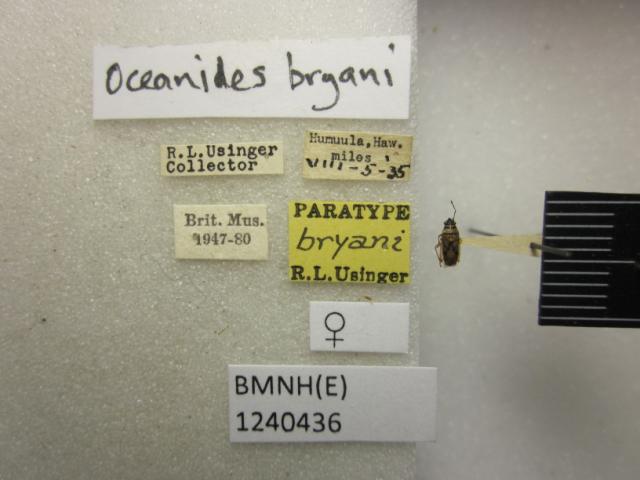 Oceanides bryani
R.L.Usinger
Collector
Humuula, Haw.
miles
VIII-5-35
Brit. Mus.
1947-80
PARATYPE
bryani
R.L.Usinger
♀
BMNH(E)
1240436